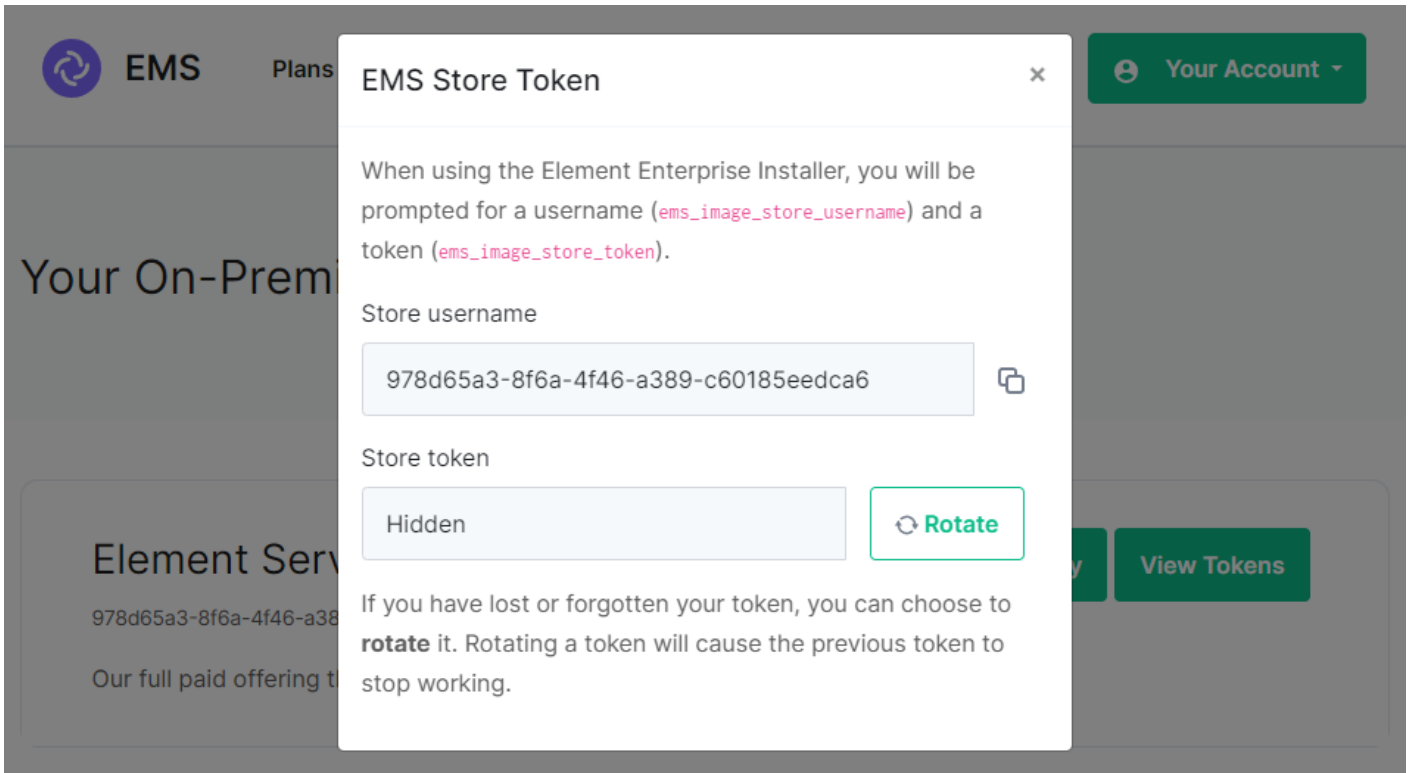 EMS
Plans
Your Account
EMS Store Token
×
When using the Element Enterprise Installer, you will be
prompted for a username (ems_image_store_username) and a
token (ems_image_store_token).
Store username
978d65a3-8f6a-4f46-a389-c60185eedca6
Store token
Hidden
Rotate
If you have lost or forgotten your token, you can choose to
rotate it. Rotating a token will cause the previous token to
stop working.
Your On-Premi
Element Serv
y
View Tokens
978d65a3-8f6a-4f46-a38
Our full paid offering t